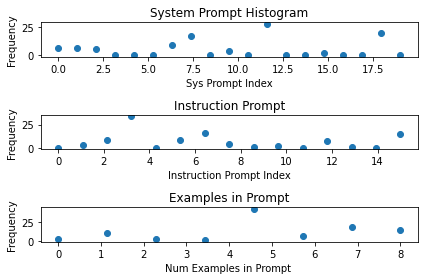 System Prompt Histogram
Frequency
25
0
0.0 2.5 5.0 7.5 10.0 12.5 15.0 17.5
Sys Prompt Index
Instruction Prompt
Frequency
25
0
0 2 4 6 8 10 12 14
Instruction Prompt Index
Examples in Prompt
Frequency
25
0
0 1 2 3 4 5 6 7 8
Num Examples in Prompt